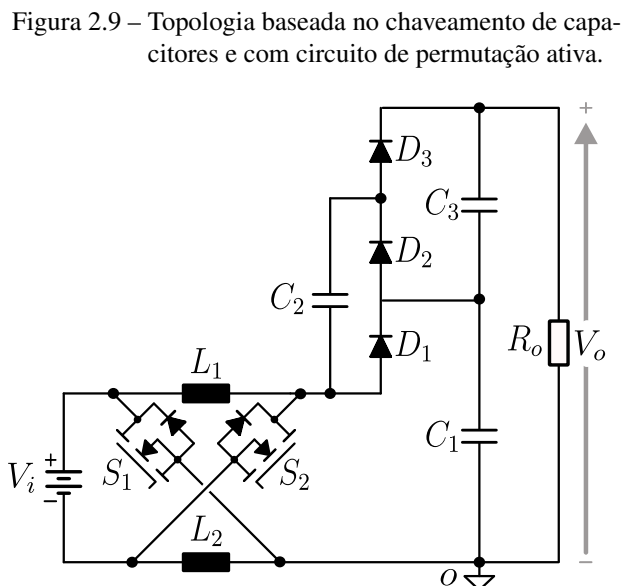 Figura 2.9 – Topologia baseada no chaveamento de capa-
citores e com circuito de permutação ativa.
+
D₃
C₃
D₂
C₂
D₁
Rₒ
Vₒ
L₁
C₁
+
Vᵢ
−
S₁
S₂
L₂
o
−